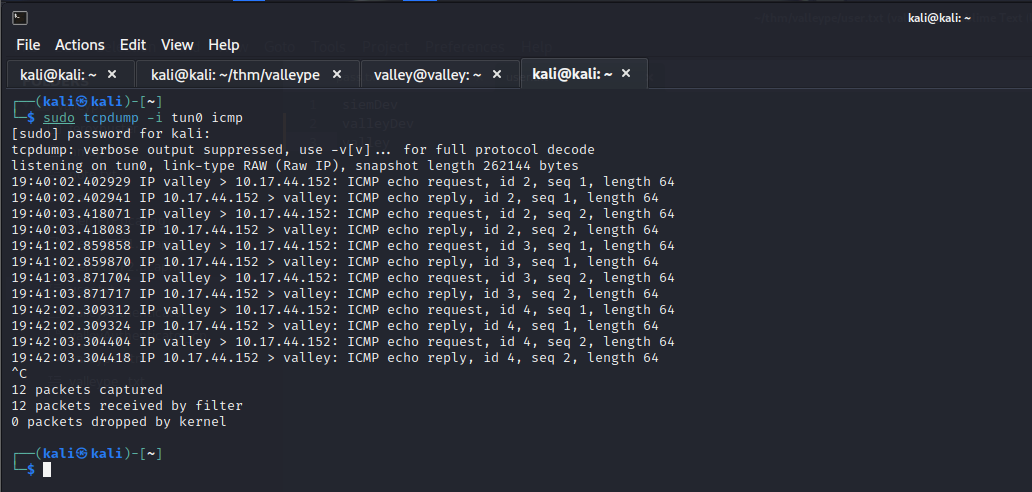 kali@kali: ~
File Actions Edit View Help
kali@kali: ~ × kali@kali: ~/thm/valleype × valley@valley: ~ × kali@kali: ~ ×
siemDev
valleyDev
┌──(kali㉿kali)-[~]
└─$ sudo tcpdump -i tun0 icmp
[sudo] password for kali:
tcpdump: verbose output suppressed, use -v[v]... for full protocol decode
listening on tun0, link-type RAW (Raw IP), snapshot length 262144 bytes
19:40:02.402929 IP valley > 10.17.44.152: ICMP echo request, id 2, seq 1, length 64
19:40:02.402941 IP 10.17.44.152 > valley: ICMP echo reply, id 2, seq 1, length 64
19:40:03.418071 IP valley > 10.17.44.152: ICMP echo request, id 2, seq 2, length 64
19:40:03.418083 IP 10.17.44.152 > valley: ICMP echo reply, id 2, seq 2, length 64
19:41:02.859858 IP valley > 10.17.44.152: ICMP echo request, id 3, seq 1, length 64
19:41:02.859870 IP 10.17.44.152 > valley: ICMP echo reply, id 3, seq 1, length 64
19:41:03.871704 IP valley > 10.17.44.152: ICMP echo request, id 3, seq 2, length 64
19:41:03.871717 IP 10.17.44.152 > valley: ICMP echo reply, id 3, seq 2, length 64
19:42:02.309312 IP valley > 10.17.44.152: ICMP echo request, id 4, seq 1, length 64
19:42:02.309324 IP 10.17.44.152 > valley: ICMP echo reply, id 4, seq 1, length 64
19:42:03.304404 IP valley > 10.17.44.152: ICMP echo request, id 4, seq 2, length 64
19:42:03.304418 IP 10.17.44.152 > valley: ICMP echo reply, id 4, seq 2, length 64
^C
12 packets captured
12 packets received by filter
0 packets dropped by kernel
┌──(kali㉿kali)-[~]
└─$